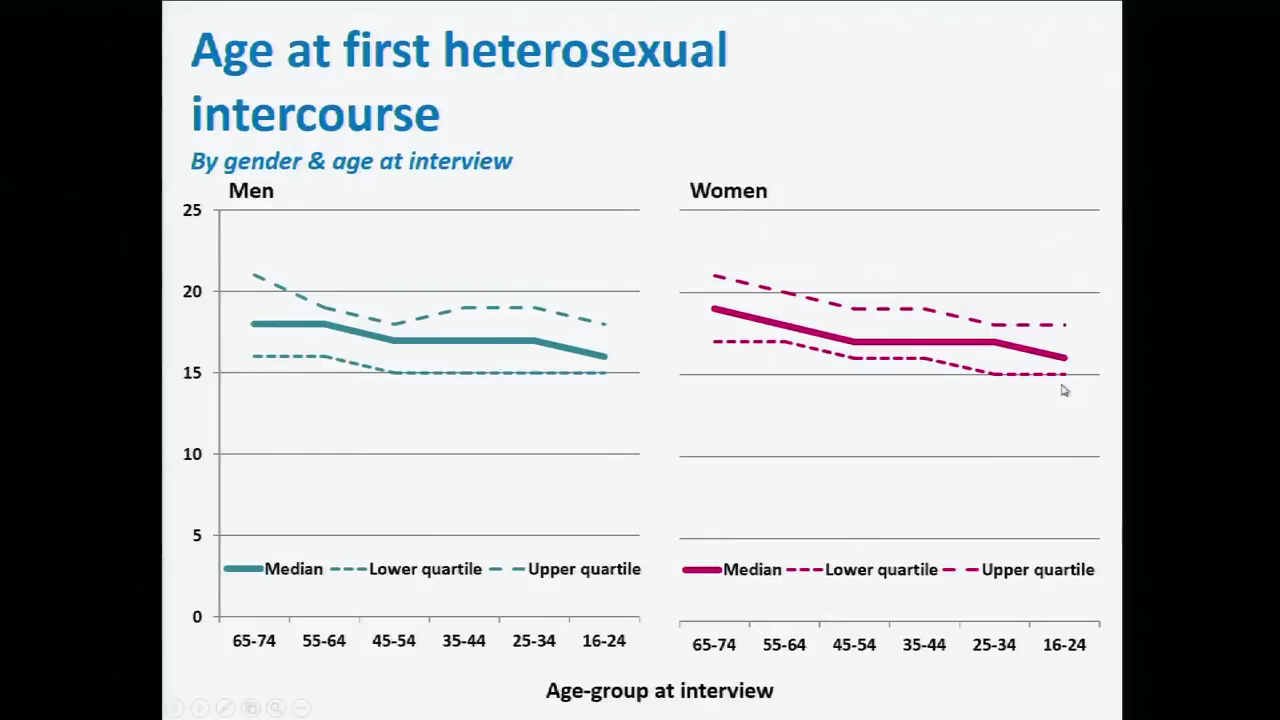 Age at first heterosexual
intercourse
By gender & age at interview
Men
25
20
15
10
5
0
Median Lower quartile Upper quartile
65-74 55-64 45-54 35-44 25-34 16-24
Women
Median Lower quartile Upper quartile
65-74 55-64 45-54 35-44 25-34 16-24
Age-group at interview